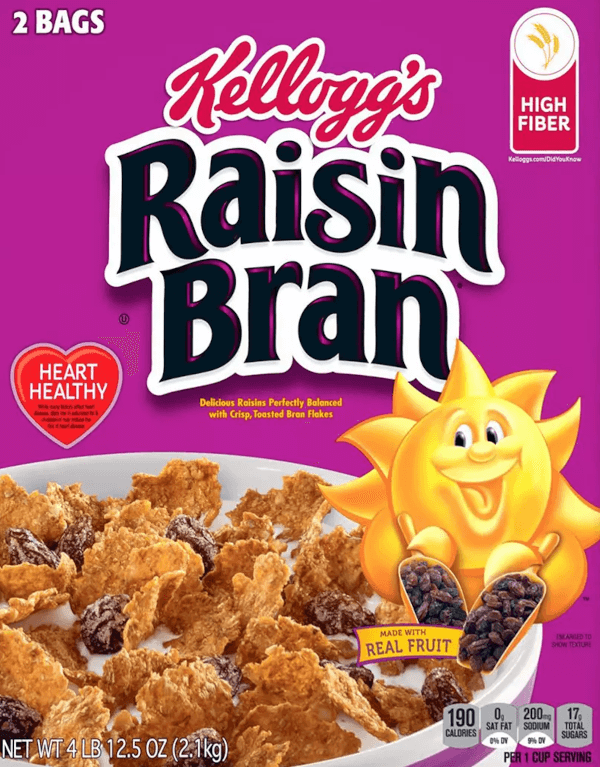 2 BAGS
Kellogg's
Raisin
Bran
HIGH
FIBER
Kelloggs.com/DidYouKnow
Ⓤ
HEART
HEALTHY
Delicious Raisins Perfectly Balanced
with Crisp, Toasted Bran Flakes
MADE WITH
REAL FRUIT
ENLARGED TO
SHOW TEXTURE
™
190
CALORIES
0g
SAT FAT
0% DV
200mg
SODIUM
9% DV
17g
TOTAL
SUGARS
PER 1 CUP SERVING
NET WT 4 LB 12.5 OZ (2.1kg)